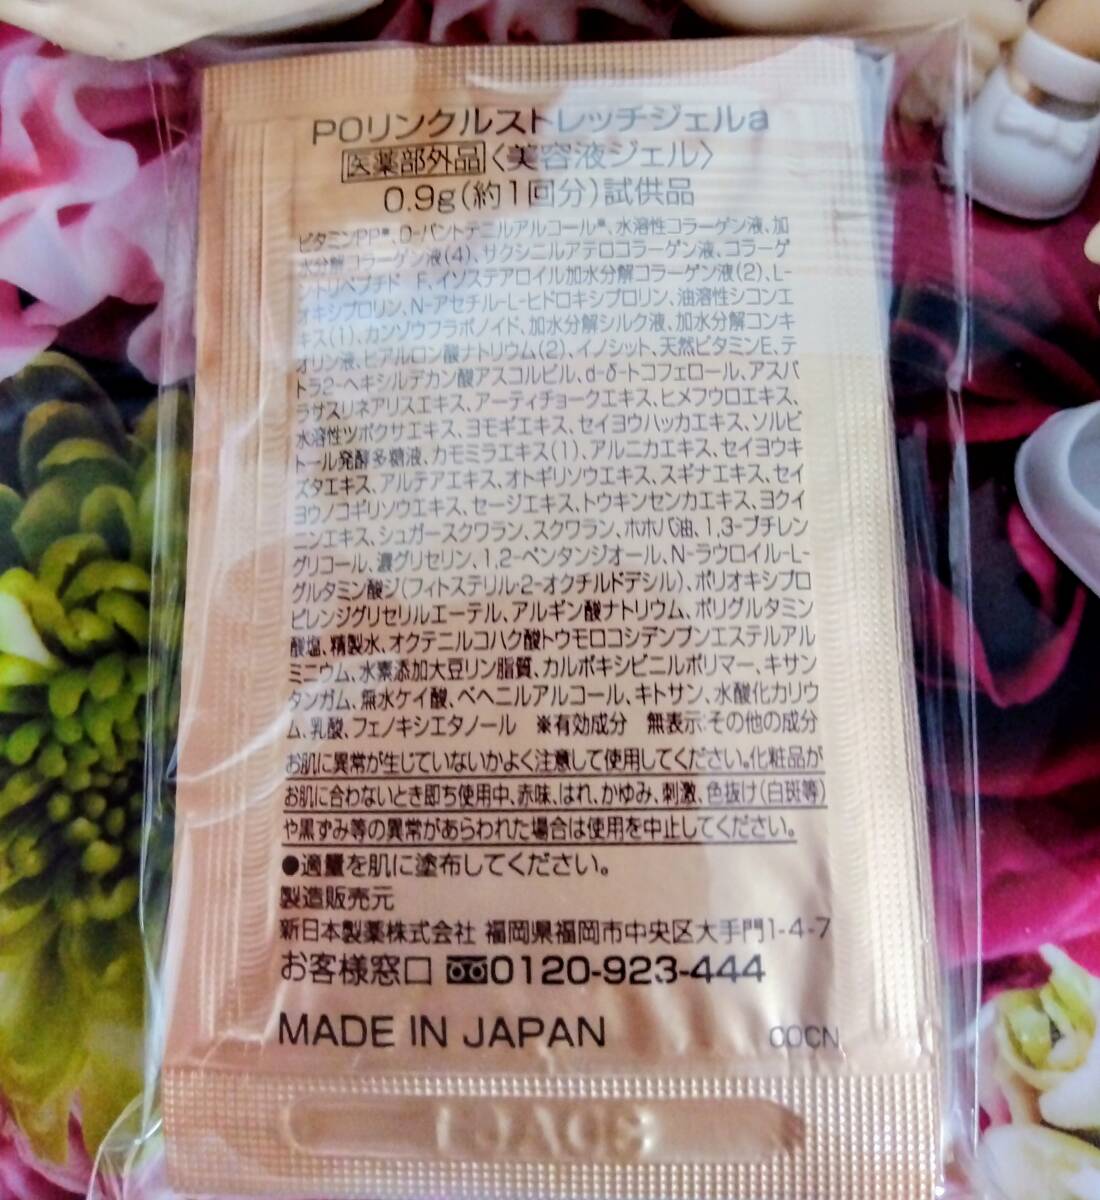 POリンクルストレッチジェルa
医薬部外品〈美容液ジェル〉
0.9g(約1回分)試供品
ビタミンPP※、D-パントテニルアルコール※、水溶性コラーゲン液、加
水分解コラーゲン液(4)、サクシニルアテロコラーゲン液、コラーゲ
ントリペプチド F、イソステアロイル加水分解コラーゲン液(2)、L-
オキシプロリン、N-アセチル-L-ヒドロキシプロリン、油溶性シコンエ
キス(1)、カンゾウフラボノイド、加水分解シルク液、加水分解コンキ
オリン液、ヒアルロン酸ナトリウム(2)、イノシット、天然ビタミンE、テ
トラ2-ヘキシルデカン酸アスコルビル、d-δ-トコフェロール、アスパ
ラサスリネアリスエキス、アーティチョークエキス、ヒメフウロエキス、
水溶性ツボクサエキス、ヨモギエキス、セイヨウハッカエキス、ソルビ
トール発酵多糖液、カモミラエキス(1)、アルニカエキス、セイヨウキ
ズタエキス、アルテアエキス、オトギリソウエキス、スギナエキス、セイ
ヨウノコギリソウエキス、セージエキス、トウキンセンカエキス、ヨクイ
ニンエキス、シュガースクワラン、スクワラン、ホホバ油、1,3-ブチレン
グリコール、濃グリセリン、1,2-ペンタンジオール、N-ラウロイル-L-
グルタミン酸ジ(フィトステリル・2-オクチルドデシル)、ポリオキシプロ
ピレンジグリセリルエーテル、アルギン酸ナトリウム、ポリグルタミン
酸塩、精製水、オクテニルコハク酸トウモロコシデンプンエステルアル
ミニウム、水素添加大豆リン脂質、カルボキシビニルポリマー、キサン
タンガム、無水ケイ酸、ベヘニルアルコール、キトサン、水酸化カリウ
ム、乳酸、フェノキシエタノール ※有効成分 無表示:その他の成分
お肌に異常が生じていないかよく注意して使用してください。化粧品が
お肌に合わないとき即ち使用中、赤味、はれ、かゆみ、刺激、色抜け(白斑等)
や黒ずみ等の異常があらわれた場合は使用を中止してください。
●適量を肌に塗布してください。
製造販売元
新日本製薬株式会社 福岡県福岡市中央区大手門1-4-7
お客様窓口 0120-923-444
MADE IN JAPAN COCN